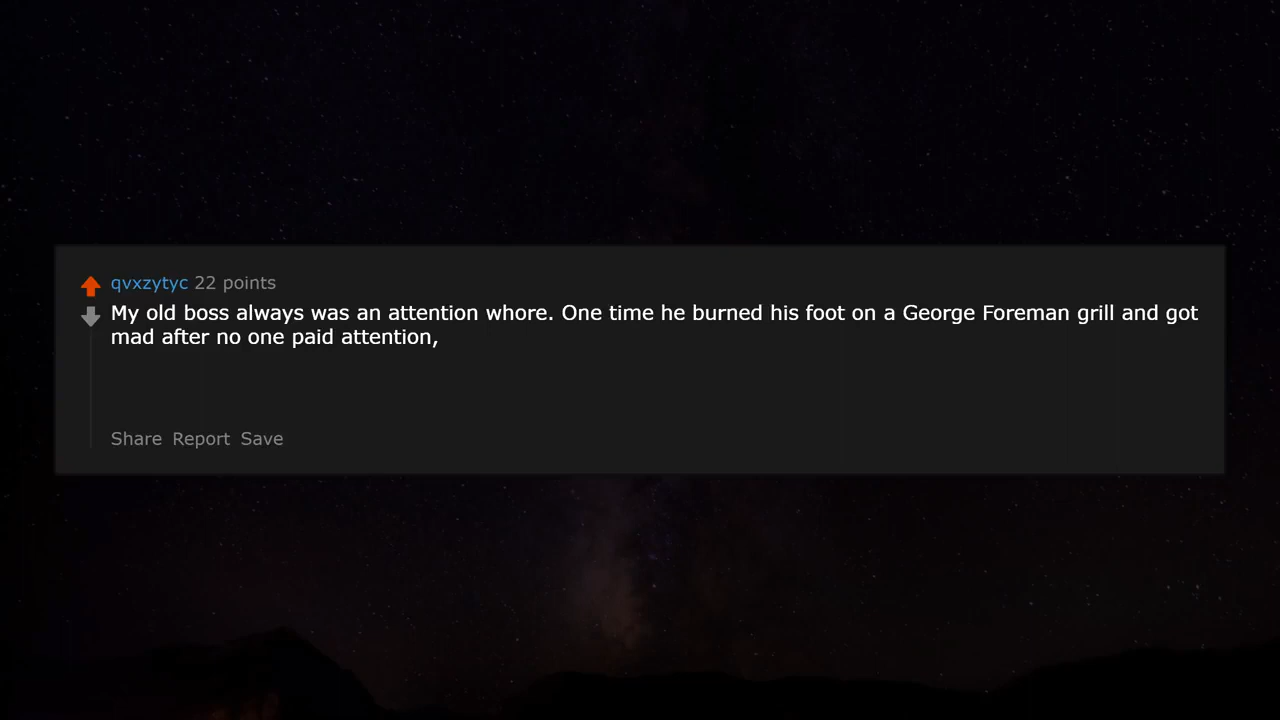 qvxzytyc 22 points
My old boss always was an attention whore. One time he burned his foot on a George Foreman grill and got
mad after no one paid attention,
Share Report Save